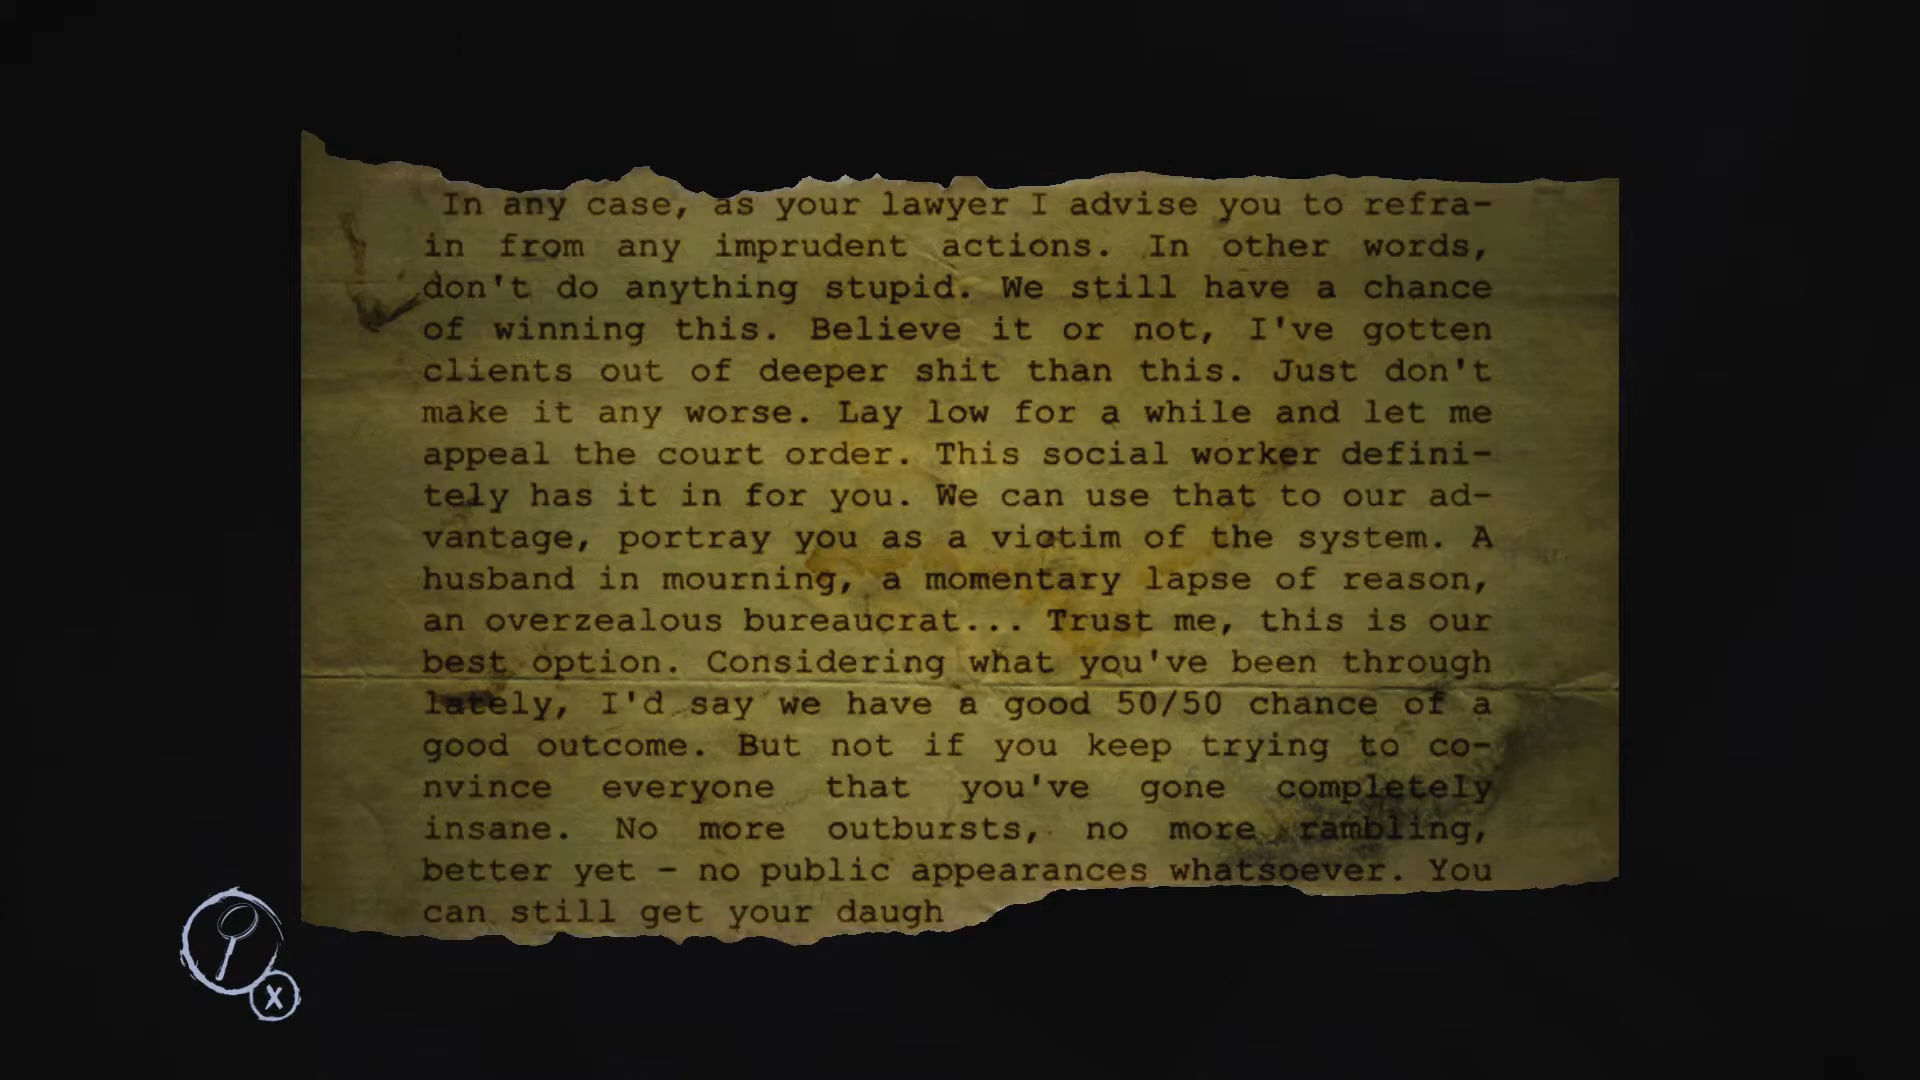 In any case, as your lawyer I advise you to refra-
in from any imprudent actions. In other words,
don't do anything stupid. We still have a chance
of winning this. Believe it or not, I've gotten
clients out of deeper shit than this. Just don't
make it any worse. Lay low for a while and let me
appeal the court order. This social worker defini-
tely has it in for you. We can use that to our ad-
vantage, portray you as a victim of the system. A
husband in mourning, a momentary lapse of reason,
an overzealous bureaucrat... Trust me, this is our
best option. Considering what you've been through
lately, I'd say we have a good 50/50 chance of a
good outcome. But not if you keep trying to co-
nvince everyone that you've gone completely
insane. No more outbursts, no more rambling,
better yet - no public appearances whatsoever. You
can still get your daugh
X